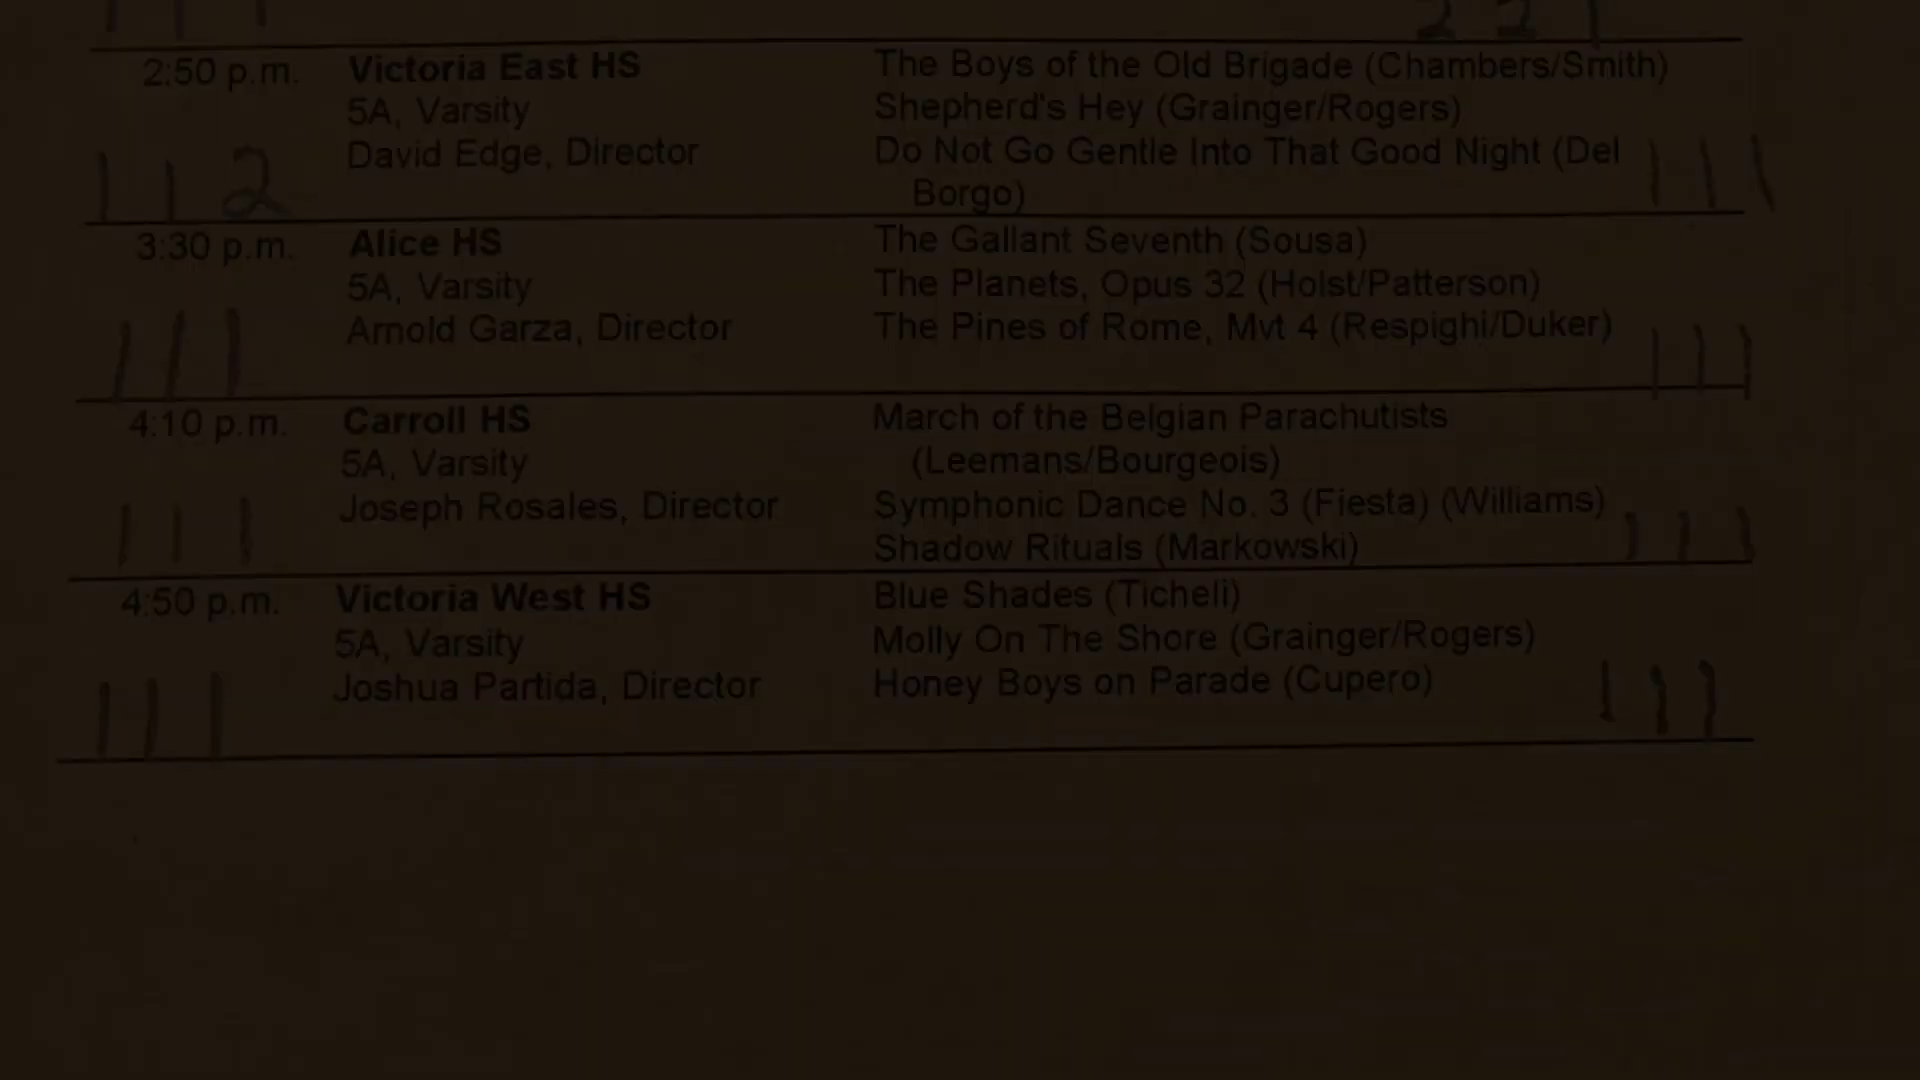 2 2 1
2:50 p.m. Victoria East HS The Boys of the Old Brigade (Chambers/Smith)
5A, Varsity Shepherd's Hey (Grainger/Rogers)
David Edge, Director Do Not Go Gentle Into That Good Night (Del
1 1 2 Borgo) 1 1 1
3:30 p.m. Alice HS The Gallant Seventh (Sousa)
5A, Varsity The Planets, Opus 32 (Holst/Patterson)
Arnold Garza, Director The Pines of Rome, Mvt 4 (Respighi/Duker)
1 1 1 1 1 1
4:10 p.m. Carroll HS March of the Belgian Parachutists
5A, Varsity (Leemans/Bourgeois)
Joseph Rosales, Director Symphonic Dance No. 3 (Fiesta) (Williams)
1 1 1 Shadow Rituals (Markowski) 1 1 1
4:50 p.m. Victoria West HS Blue Shades (Ticheli)
5A, Varsity Molly On The Shore (Grainger/Rogers)
Joshua Partida, Director Honey Boys on Parade (Cupero)
1 1 1 1 1 1